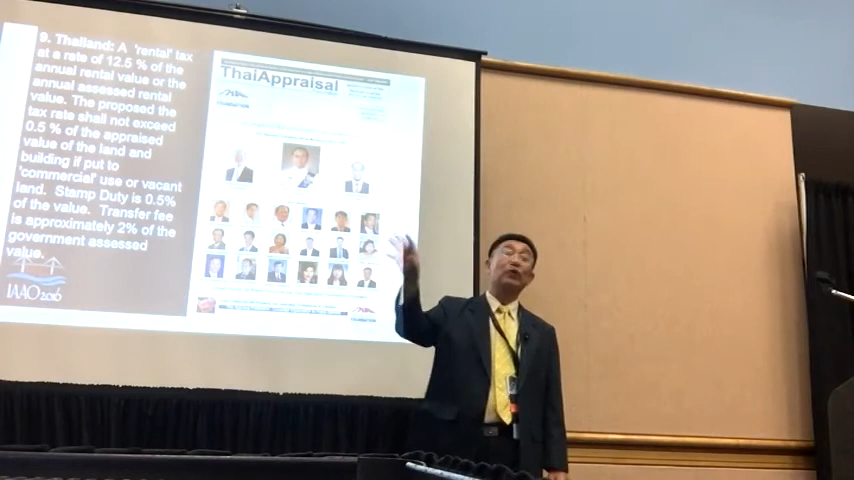 9. Thailand: A 'rental' tax
at a rate of 12.5 % of the
annual rental value or the
annual assessed rental
value. The proposed the
tax rate shall not exceed
0.5 % of the appraised
value of the land and
building if put to
'commercial' use or vacant
land. Stamp Duty is 0.5%
of the value. Transfer fee
is approximately 2% of the
government assessed
value.
IAAO 2016
ThaiAppraisal